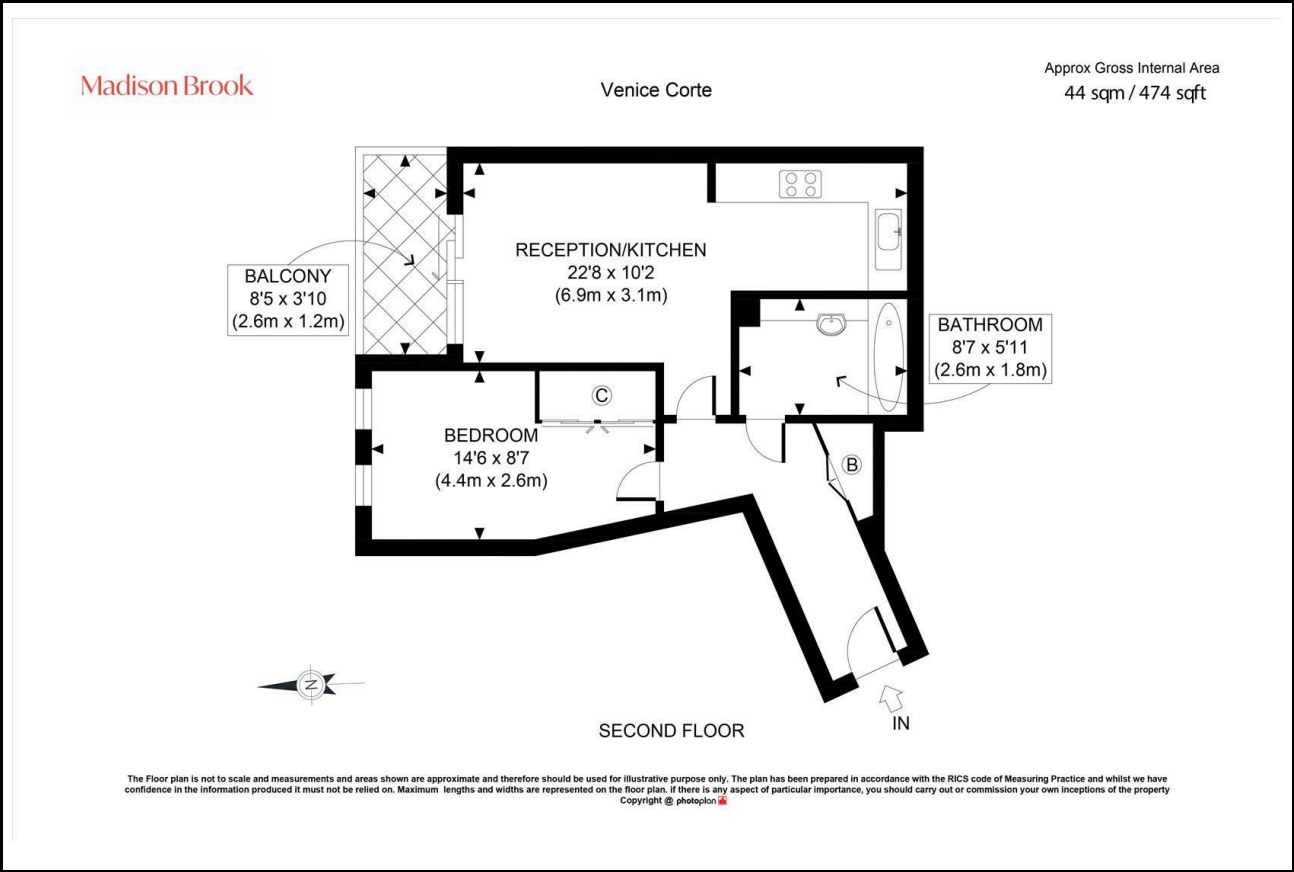 Madison Brook
Venice Corte
Approx Gross Internal Area
44 sqm / 474 sqft
RECEPTION/KITCHEN
22'8 x 10'2
(6.9m x 3.1m)
BALCONY
8'5 x 3'10
(2.6m x 1.2m)
BATHROOM
8'7 x 5'11
(2.6m x 1.8m)
C
BEDROOM
14'6 x 8'7
(4.4m x 2.6m)
B
N
IN
SECOND FLOOR
The Floor plan is not to scale and measurements and areas shown are approximate and therefore should be used for illustrative purpose only. The plan has been prepared in accordance with the RICS code of Measuring Practice and whilst we have
confidence in the information produced it must not be relied on. Maximum lengths and widths are represented on the floor plan. if there is any aspect of particular importance, you should carry out or commission your own inceptions of the property
Copyright @ photoplan